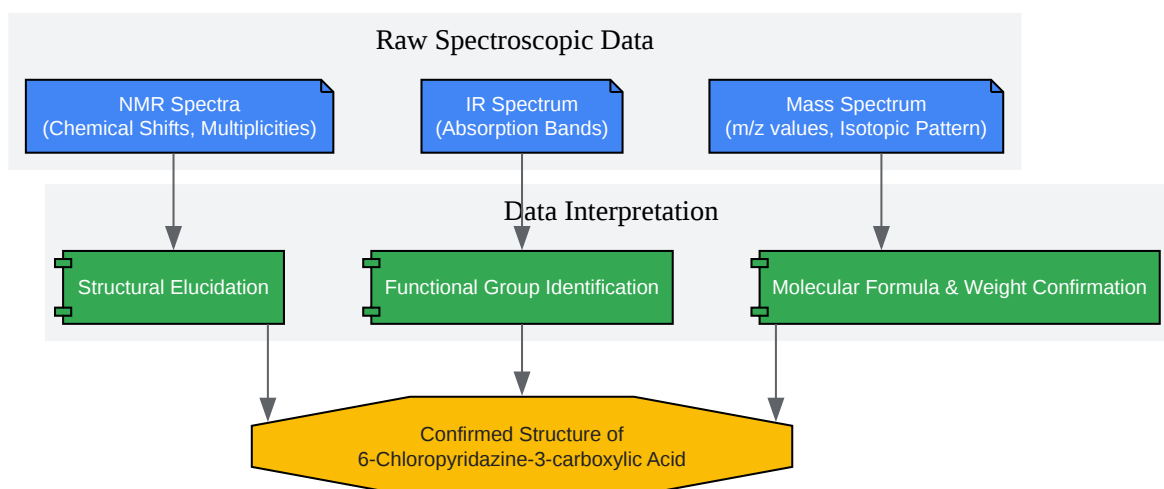 Raw Spectroscopic Data
NMR Spectra
(Chemical Shifts, Multiplicities)
IR Spectrum
(Absorption Bands)
Mass Spectrum
(m/z values, Isotopic Pattern)
Data Interpretation
Structural Elucidation
Functional Group Identification
Molecular Formula & Weight Confirmation
Confirmed Structure of
6-Chloropyridazine-3-carboxylic Acid